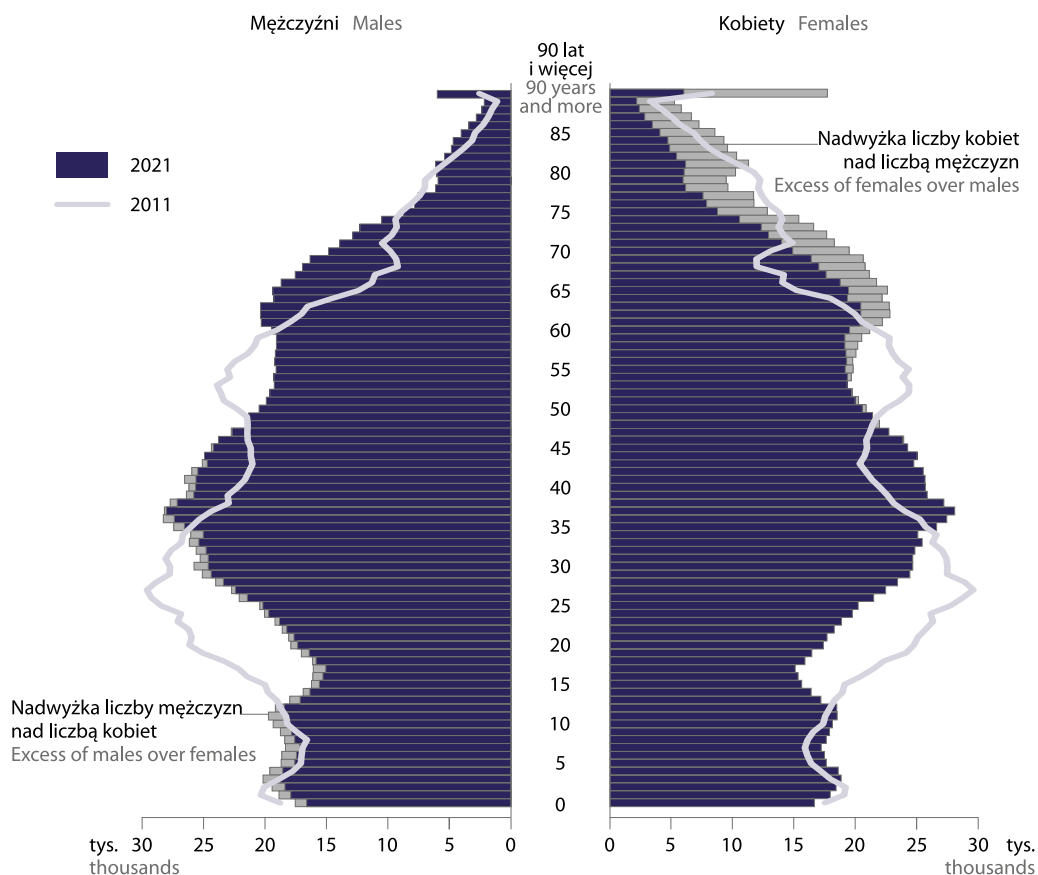 Mężczyźni Males
Kobiety Females
90 lat
i więcej
90 years
and more
2021
2011
Nadwyżka liczby kobiet
nad liczbą mężczyzn
Excess of females over males
85
80
75
70
65
60
55
50
45
40
35
30
25
20
15
10
5
0
Nadwyżka liczby mężczyzn
nad liczbą kobiet
Excess of males over females
30 25 20 15 10 5 0
0 5 10 15 20 25 30
tys.
thousands
tys.
thousands